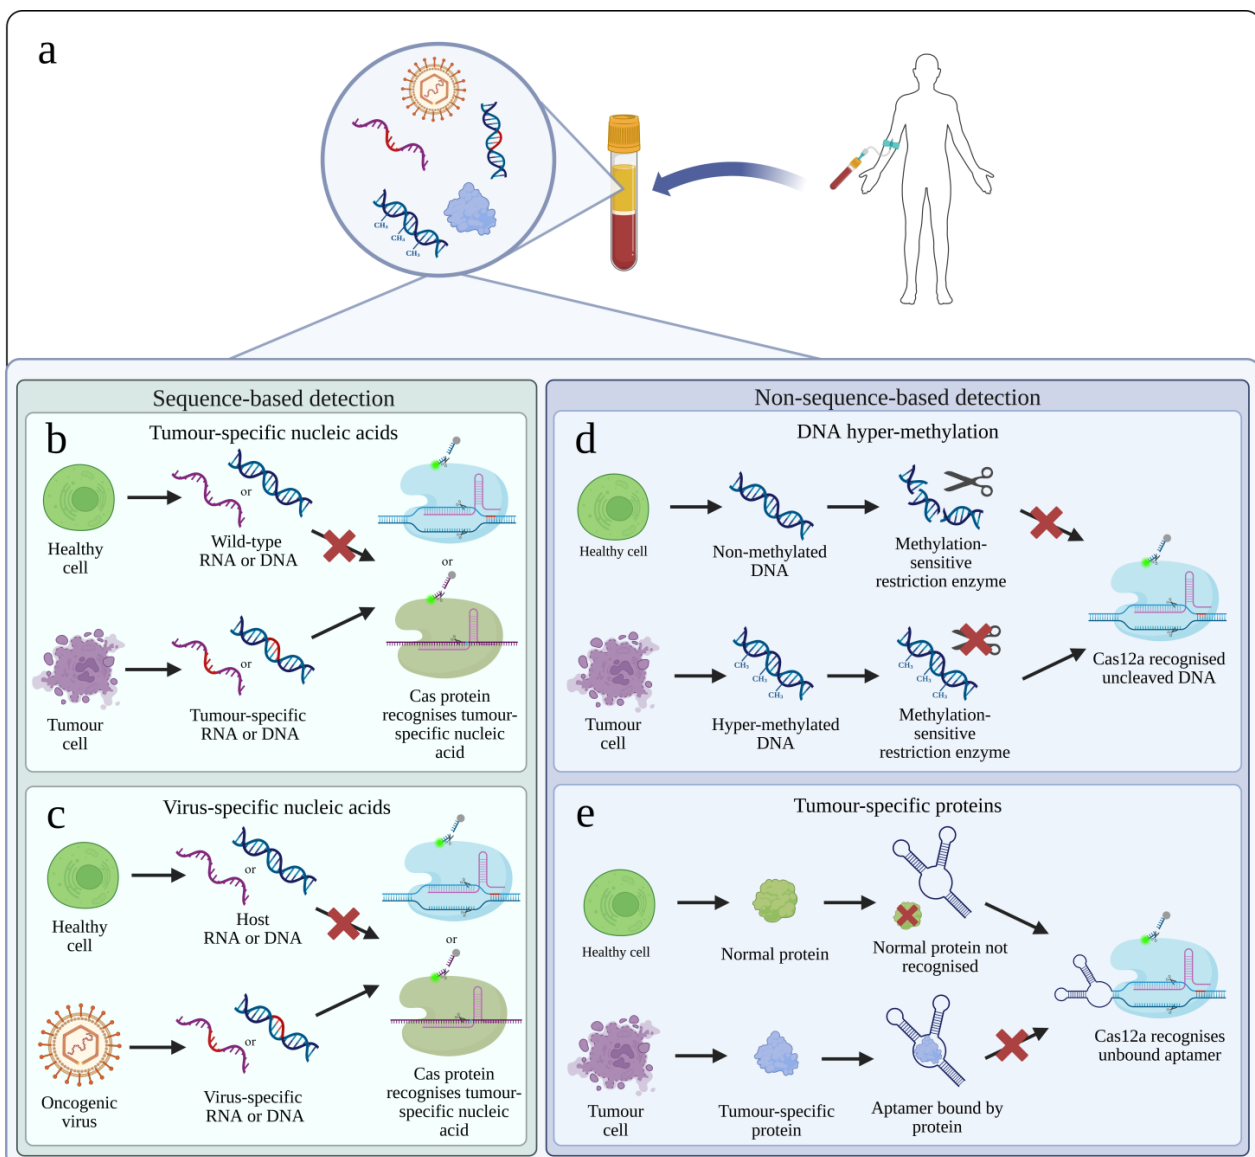 a
CH₃
CH₃
CH₃
Sequence-based detection
b
Tumour-specific nucleic acids
Healthy
cell
or
Wild-type
RNA or DNA
or
Tumour
cell
or
Tumour-specific
RNA or DNA
Cas protein
recognises tumour-
specific nucleic
acid
c
Virus-specific nucleic acids
Healthy
cell
or
Host
RNA or DNA
or
Oncogenic
virus
or
Virus-specific
RNA or DNA
Cas protein
recognises tumour-
specific nucleic
acid
Non-sequence-based detection
d
DNA hyper-methylation
Healthy cell
Non-methylated
DNA
Methylation-
sensitive
restriction enzyme
Tumour
cell
CH₃
CH₃
CH₃
Hyper-methylated
DNA
CH₃
CH₃
CH₃
Methylation-
sensitive
restriction enzyme
Cas12a recognised
uncleaved DNA
e
Tumour-specific proteins
Healthy cell
Normal protein
Normal protein not
recognised
Tumour
cell
Tumour-specific
protein
Aptamer bound by
protein
Cas12a recognises
unbound aptamer